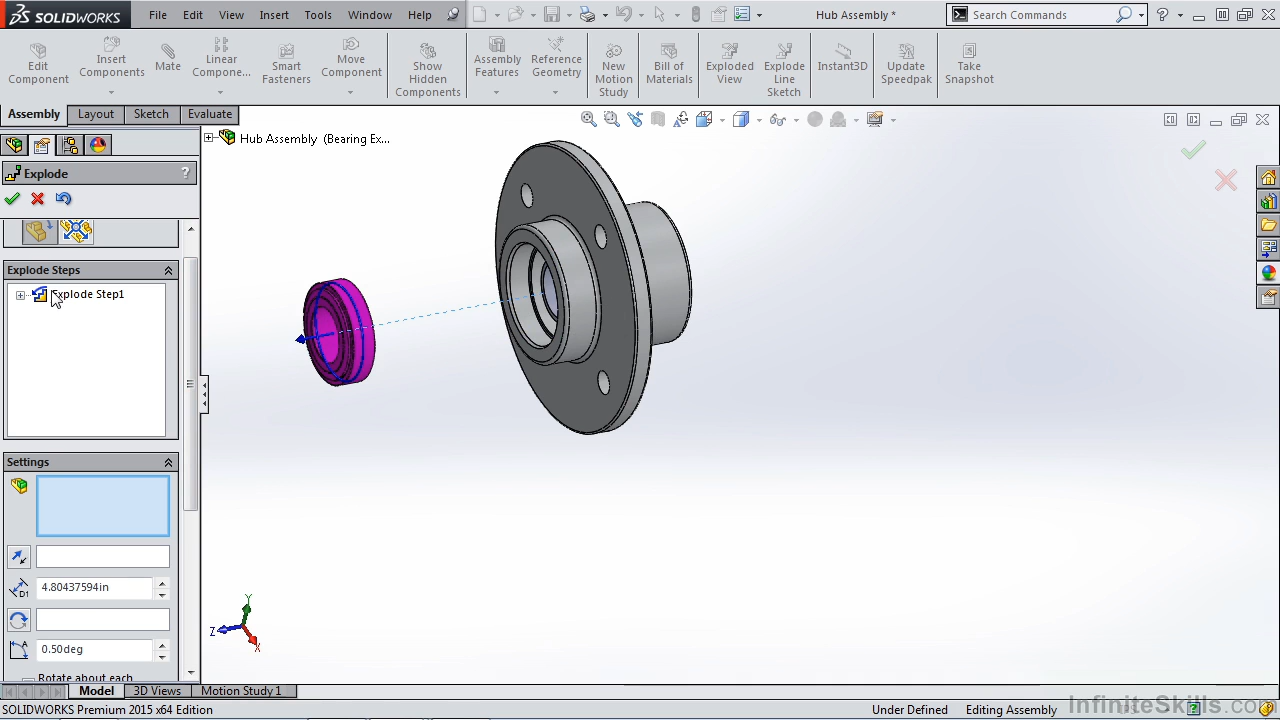 SOLIDWORKS File Edit View Insert Tools Window Help Hub Assembly * Search Commands
Edit Component
Insert Components
Mate
Linear Compone...
Smart Fasteners
Move Component
Show Hidden Components
Assembly Features
Reference Geometry
New Motion Study
Bill of Materials
Exploded View
Explode Line Sketch
Instant3D
Update Speedpak
Take Snapshot
Assembly Layout Sketch Evaluate
Hub Assembly (Bearing Ex...
Explode ?
Explode Steps
Explode Step1
Settings
D1 4.80437594in
0.50deg
Rotate about each
Y
Z
X
Model 3D Views Motion Study 1
SOLIDWORKS Premium 2015 x64 Edition Under Defined Editing Assembly
InfiniteSkills.com